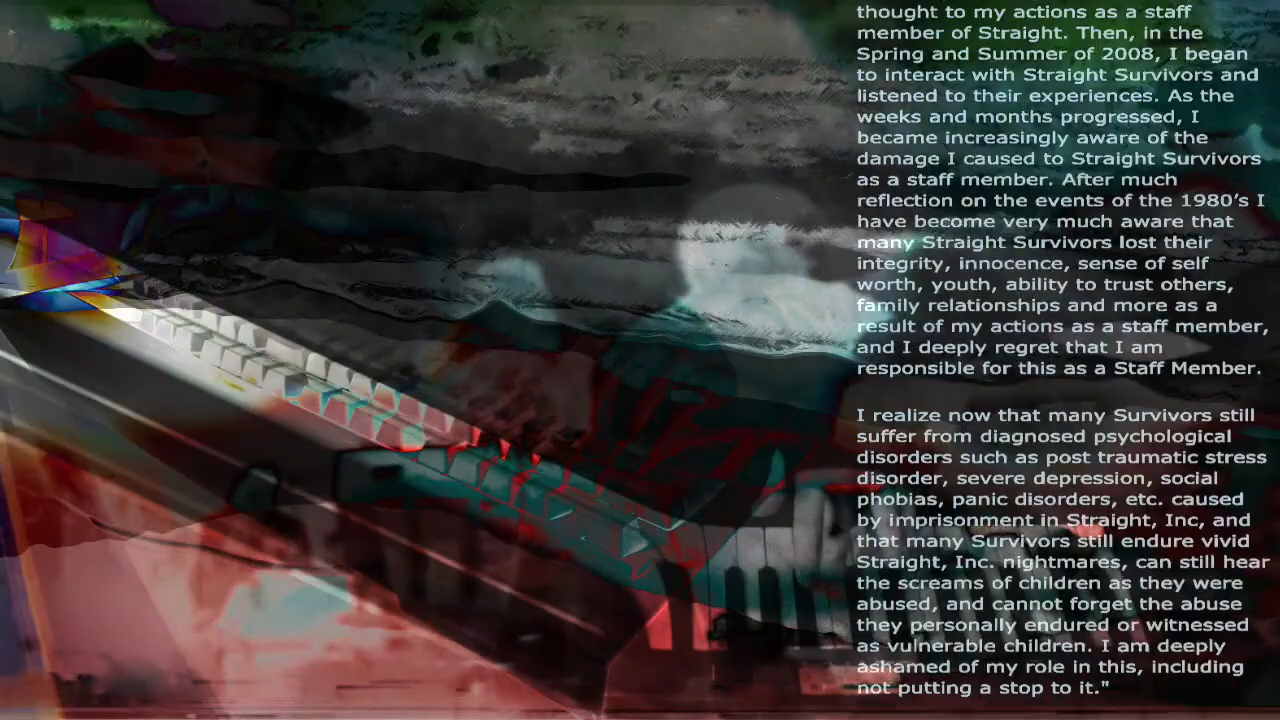 thought to my actions as a staff
member of Straight. Then, in the
Spring and Summer of 2008, I began
to interact with Straight Survivors and
listened to their experiences. As the
weeks and months progressed, I
became increasingly aware of the
damage I caused to Straight Survivors
as a staff member. After much
reflection on the events of the 1980’s I
have become very much aware that
many Straight Survivors lost their
integrity, innocence, sense of self
worth, youth, ability to trust others,
family relationships and more as a
result of my actions as a staff member,
and I deeply regret that I am
responsible for this as a Staff Member.
I realize now that many Survivors still
suffer from diagnosed psychological
disorders such as post traumatic stress
disorder, severe depression, social
phobias, panic disorders, etc. caused
by imprisonment in Straight, Inc, and
that many Survivors still endure vivid
Straight, Inc. nightmares, can still hear
the screams of children as they were
abused, and cannot forget the abuse
they personally endured or witnessed
as vulnerable children. I am deeply
ashamed of my role in this, including
not putting a stop to it."